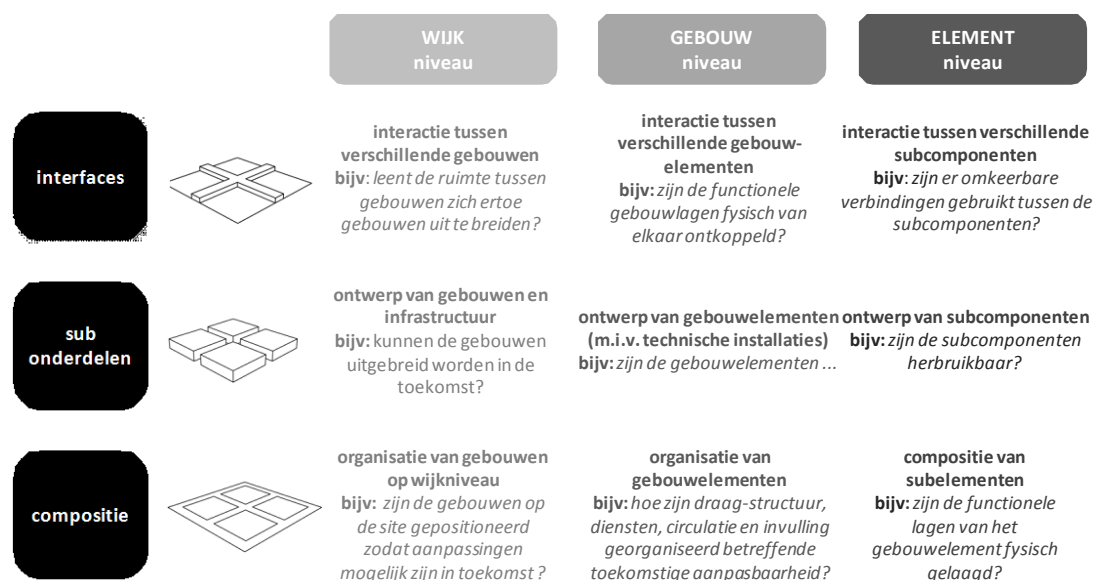 WIJK
niveau
GEBOUW
niveau
ELEMENT
niveau
interfaces
interactie tussen
verschillende gebouwen
bijv: leent de ruimte tussen
gebouwen zich ertoe
gebouwen uit te breiden?
interactie tussen
verschillende gebouw-
elementen
bijv: zijn de functionele
gebouwlagen fysisch van
elkaar ontkoppeld?
interactie tussen verschillende
subcomponenten
bijv: zijn er omkeerbare
verbindingen gebruikt tussen de
subcomponenten?
sub
onderdelen
ontwerp van gebouwen en
infrastructuur
bijv: kunnen de gebouwen
uitgebreid worden in de
toekomst?
ontwerp van gebouwelementen
(m.i.v. technische installaties)
bijv: zijn de gebouwelementen ...
ontwerp van subcomponenten
bijv: zijn de subcomponenten
herbruikbaar?
compositie
organisatie van gebouwen
op wijkniveau
bijv: zijn de gebouwen op
de site gepositioneerd
zodat aanpassingen
mogelijk zijn in toekomst ?
organisatie van
gebouwelementen
bijv: hoe zijn draag-structuur,
diensten, circulatie en invulling
georganiseerd betreffende
toekomstige aanpasbaarheid?
compositie van
subelementen
bijv: zijn de functionele
lagen van het
gebouwelement fysisch
gelaagd?